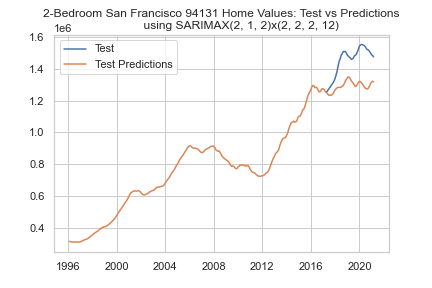 2-Bedroom San Francisco 94131 Home Values: Test vs Predictions
using SARIMAX(2, 1, 2)x(2, 2, 2, 12)
1e6
Test
Test Predictions
1.6
1.4
1.2
1.0
0.8
0.6
0.4
1996 2000 2004 2008 2012 2016 2020